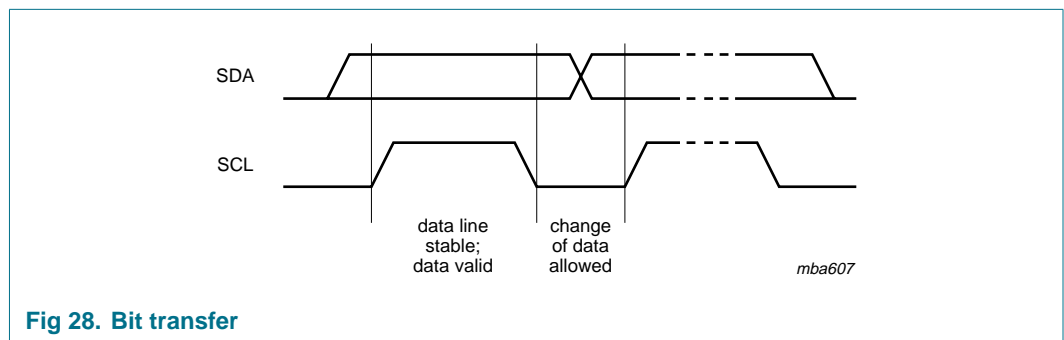 SDA
SCL
data line
stable;
data valid
change
of data
allowed
mba607
Fig 28. Bit transfer